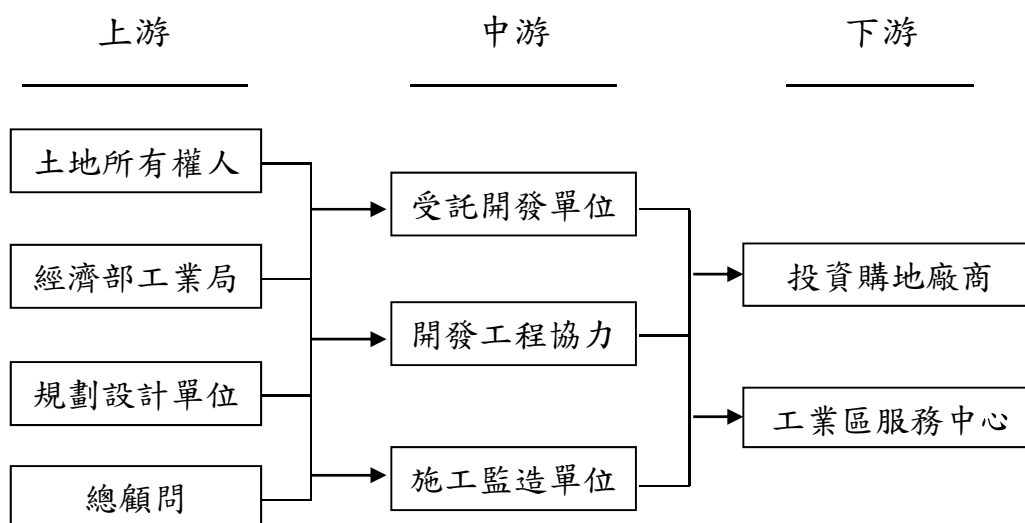 上游
中游
下游
土地所有權人
受託開發單位
經濟部工業局
投資購地廠商
開發工程協力
規劃設計單位
工業區服務中心
總顧問
施工監造單位